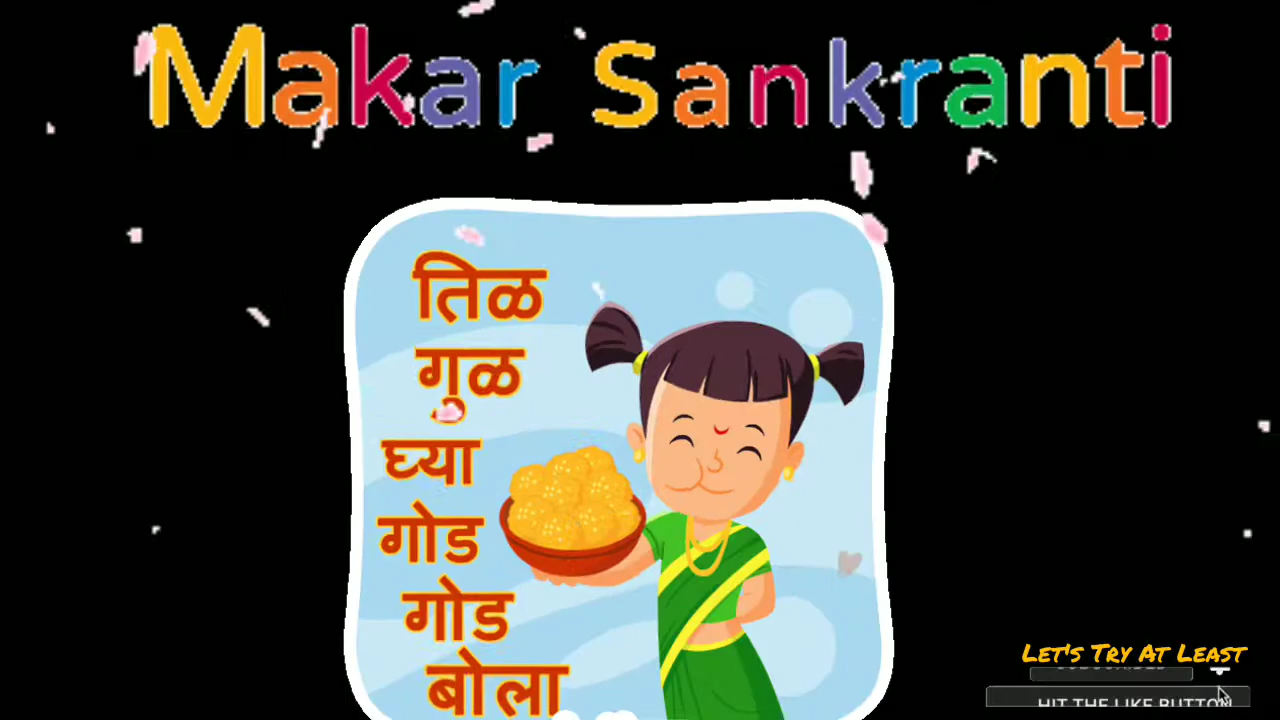 Makar Sankranti
तिळ
गुळ
घ्या
गोड
गोड
बोला
LET'S TRY AT LEAST
HIT THE LIKE BUTTON